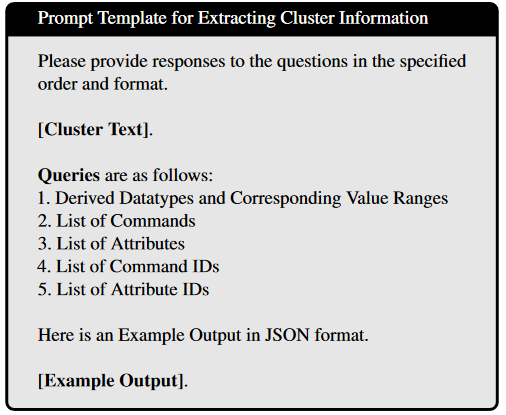 Prompt Template for Extracting Cluster Information
Please provide responses to the questions in the specified
order and format.
[Cluster Text].
Queries are as follows:
1. Derived Datatypes and Corresponding Value Ranges
2. List of Commands
3. List of Attributes
4. List of Command IDs
5. List of Attribute IDs
Here is an Example Output in JSON format.
[Example Output].